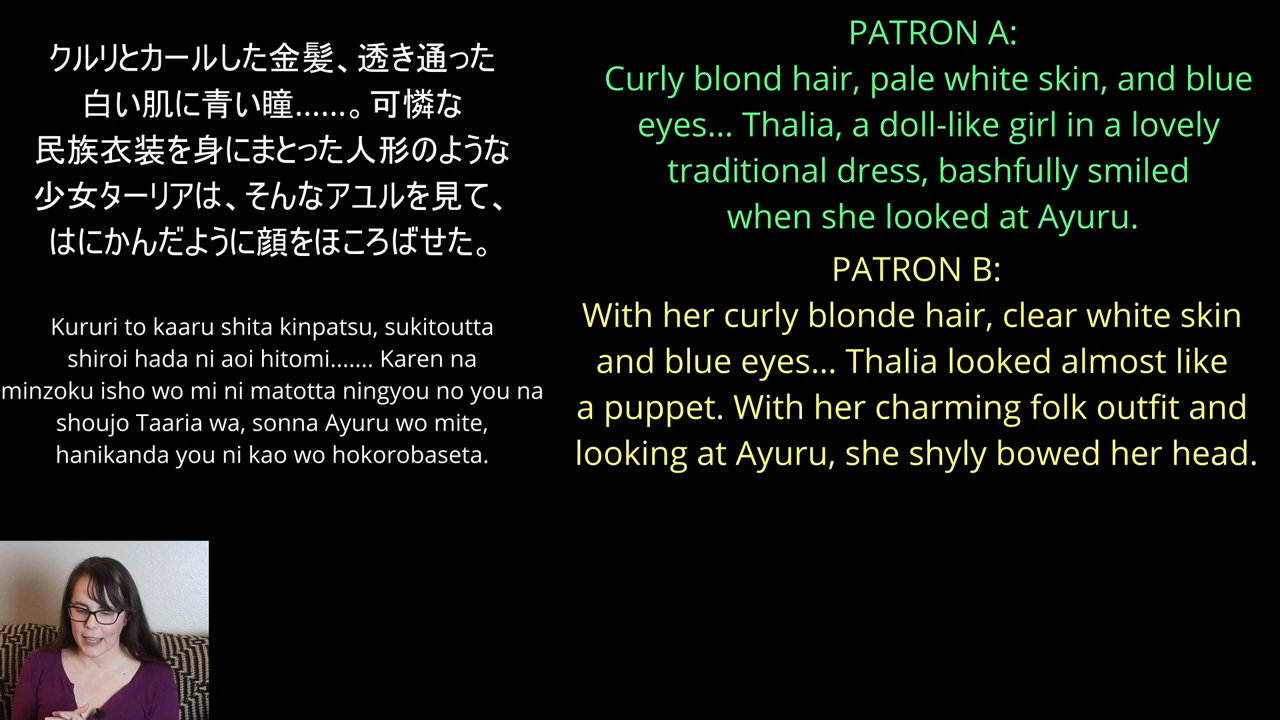 クルリとカールした金髪、透き通った
白い肌に青い瞳……。可憐な
民族衣装を身にまとった人形のような
少女ターリアは、そんなアユルを見て、
はにかんだように顔をほころばせた。
Kururi to kaaru shita kinpatsu, sukitoutta
shiroi hada ni aoi hitomi....... Karen na
minzoku isho wo mi ni matotta ningyou no you na
shoujo Taaria wa, sonna Ayuru wo mite,
hanikanda you ni kao wo hokorobaseta.
PATRON A:
Curly blond hair, pale white skin, and blue
eyes... Thalia, a doll-like girl in a lovely
traditional dress, bashfully smiled
when she looked at Ayuru.
PATRON B:
With her curly blonde hair, clear white skin
and blue eyes... Thalia looked almost like
a puppet. With her charming folk outfit and
looking at Ayuru, she shyly bowed her head.